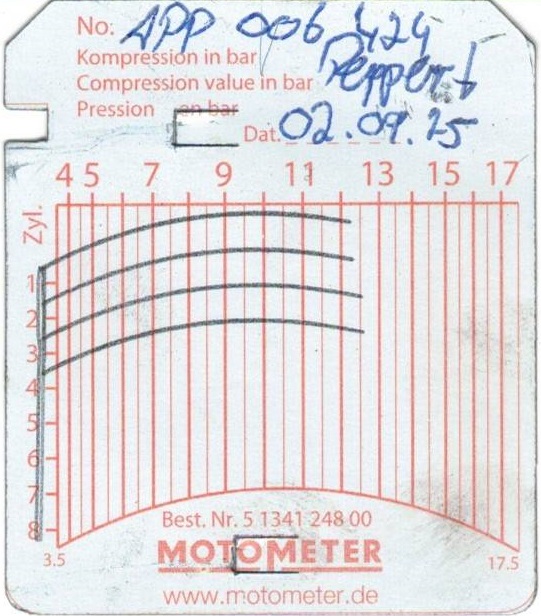 No: APP 006 424
Kompression in bar
Compression value in bar Peppert
Pression en bar
Dat. 02.09.25
4 5 7 9 11 13 15 17
Zyl.
1
2
3
4
5
6
7
8
3.5 17.5
Best. Nr. 5 1341 248 00
MOTOMETER
www.motometer.de